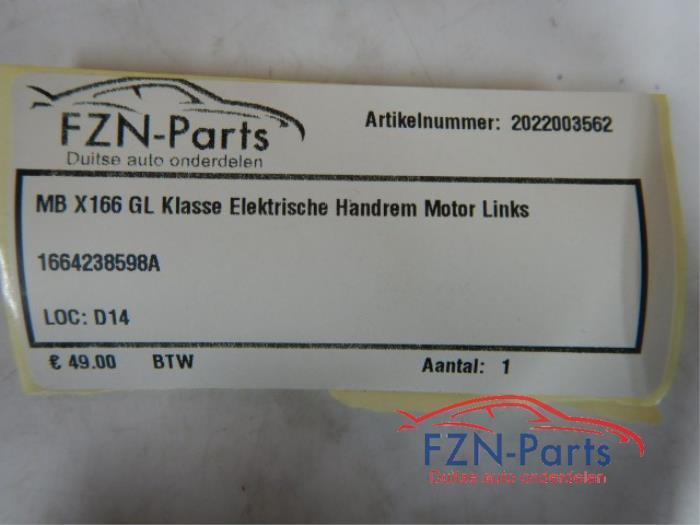 FZN-Parts
Duitse auto onderdelen
Artikelnummer: 2022003562
MB X166 GL Klasse Elektrische Handrem Motor Links
1664238598A
LOC: D14
€ 49.00 BTW Aantal: 1
FZN-Parts
Duitse auto onderdelen